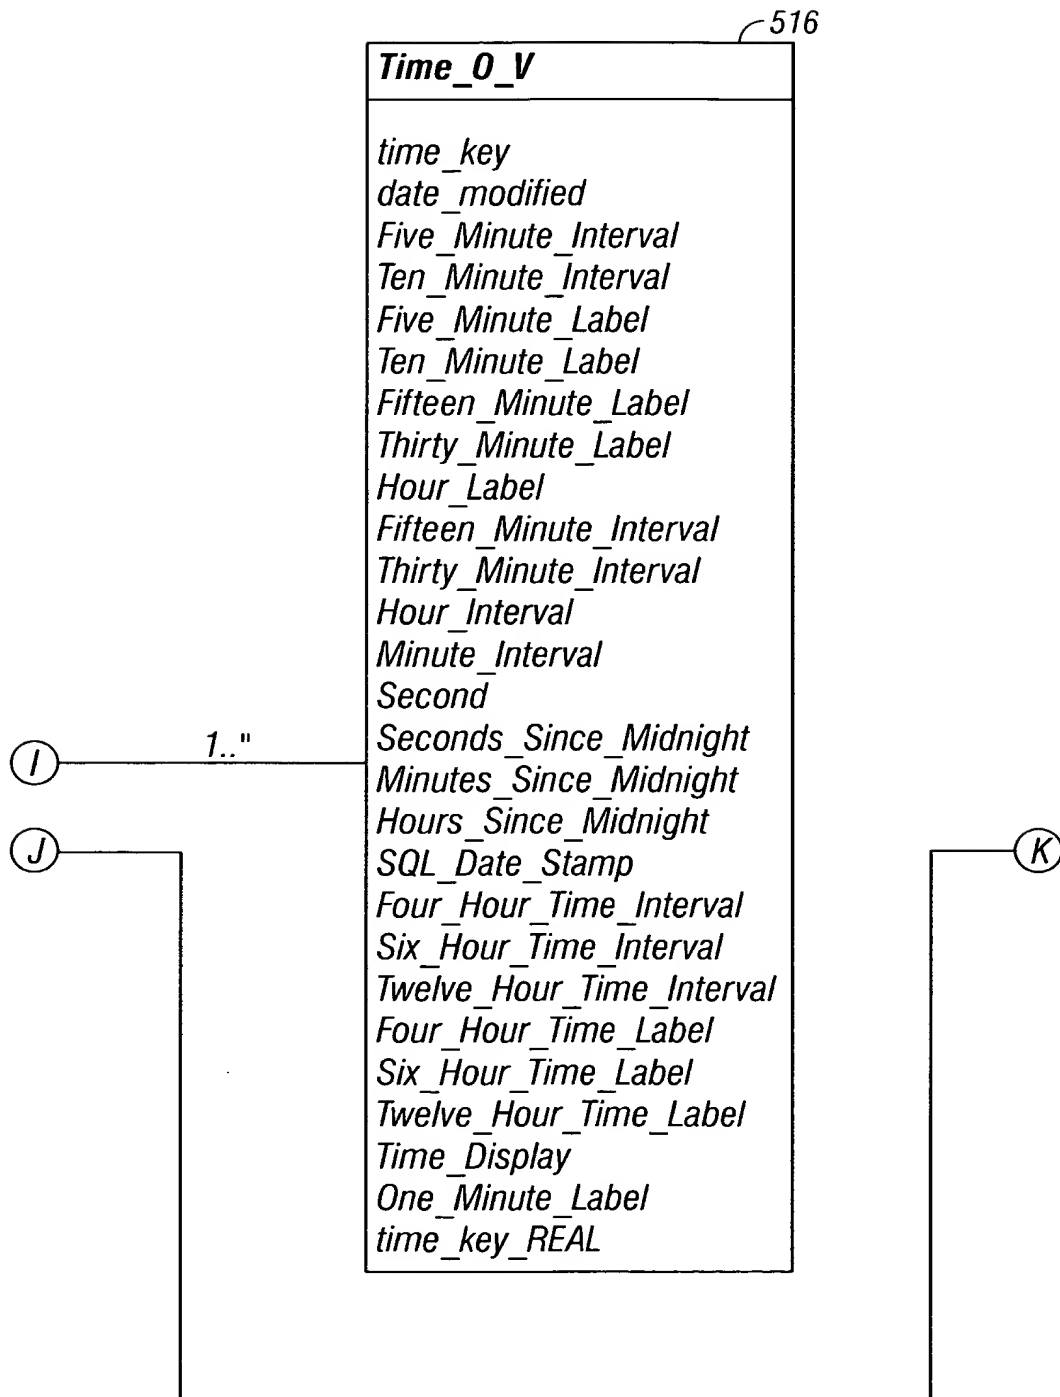 516
Time_0_V
time_key
date_modified
Five_Minute_Interval
Ten_Minute_Interval
Five_Minute_Label
Ten_Minute_Label
Fifteen_Minute_Label
Thirty_Minute_Label
Hour_Label
Fifteen_Minute_Interval
Thirty_Minute_Interval
Hour_Interval
Minute_Interval
Second
Seconds_Since_Midnight
Minutes_Since_Midnight
Hours_Since_Midnight
SQL_Date_Stamp
Four_Hour_Time_Interval
Six_Hour_Time_Interval
Twelve_Hour_Time_Interval
Four_Hour_Time_Label
Six_Hour_Time_Label
Twelve_Hour_Time_Label
Time_Display
One_Minute_Label
time_key_REAL
I
1.."
J
K